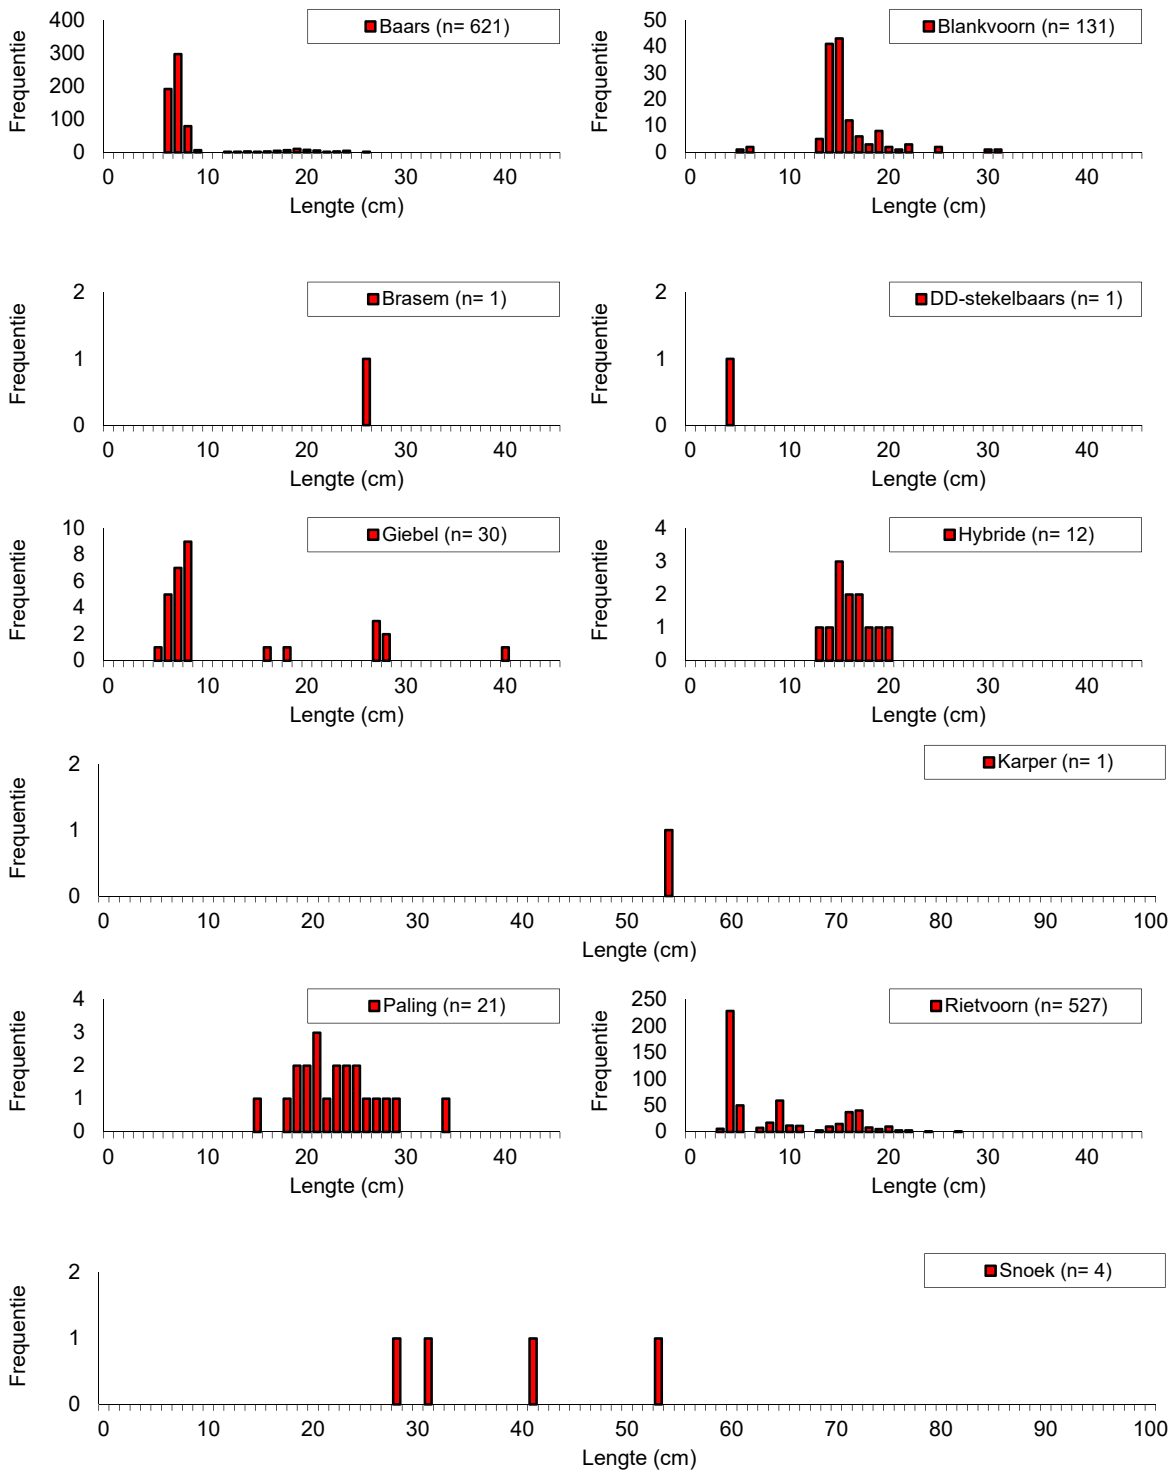 Baars (n= 621)
Frequentie
400
300
200
100
0
0 10 20 30 40
Lengte (cm)
Blankvoorn (n= 131)
Frequentie
50
40
30
20
10
0
0 10 20 30 40
Lengte (cm)
Brasem (n= 1)
Frequentie
2
1
0
0 10 20 30 40
Lengte (cm)
DD-stekelbaars (n= 1)
Frequentie
2
1
0
0 10 20 30 40
Lengte (cm)
Giebel (n= 30)
Frequentie
10
8
6
4
2
0
0 10 20 30 40
Lengte (cm)
Hybride (n= 12)
Frequentie
4
3
2
1
0
0 10 20 30 40
Lengte (cm)
Karper (n= 1)
Frequentie
2
1
0
0 10 20 30 40 50 60 70 80 90 100
Lengte (cm)
Paling (n= 21)
Frequentie
4
3
2
1
0
0 10 20 30 40
Lengte (cm)
Rietvoorn (n= 527)
Frequentie
250
200
150
100
50
0
0 10 20 30 40
Lengte (cm)
Snoek (n= 4)
Frequentie
2
1
0
0 10 20 30 40 50 60 70 80 90 100
Lengte (cm)